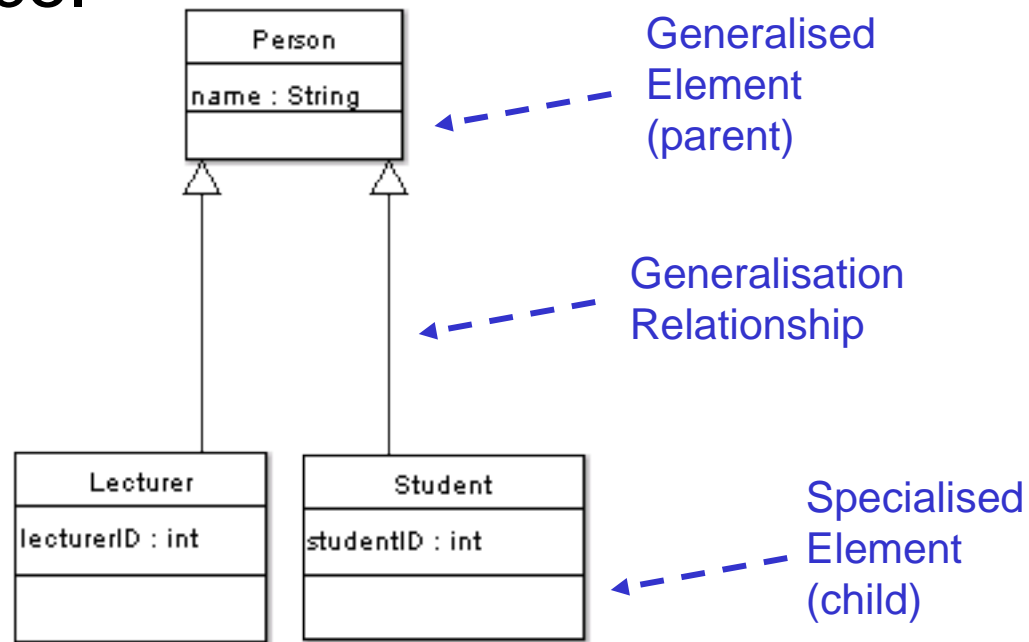 Person
name : String
Generalised
Element
(parent)
Generalisation
Relationship
Lecturer
lecturerID : int
Student
studentID : int
Specialised
Element
(child)